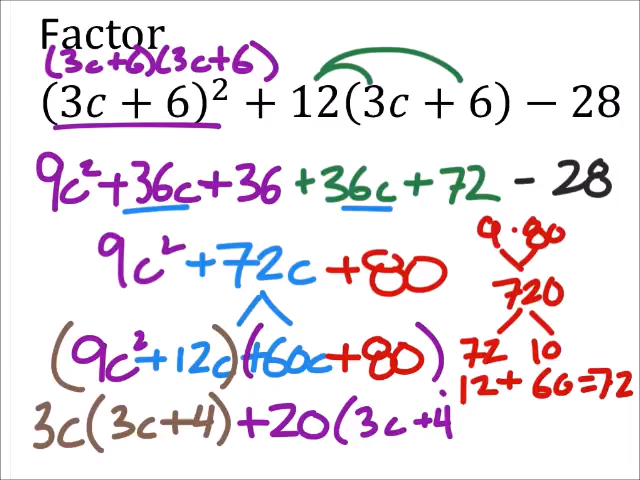 Factor
(3c+6)(3c+6)
(3c + 6)² + 12(3c + 6) − 28
9c²+36c+36 +36c+72 - 28
9c²+72c+80
9·80
720
72 10
12+60=72
(9c²+12c)(+60c+80)
3c(3c+4)+20(3c+4